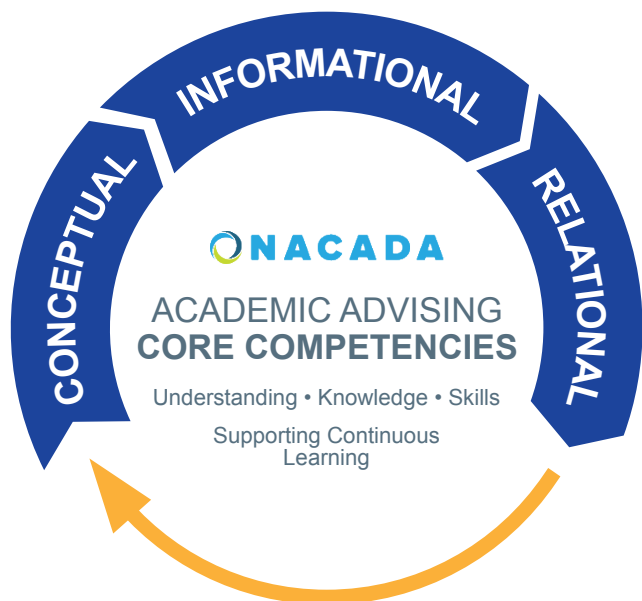 CONCEPTUAL
INFORMATIONAL
RELATIONAL
NACADA
ACADEMIC ADVISING
CORE COMPETENCIES
Understanding • Knowledge • Skills
Supporting Continuous
Learning